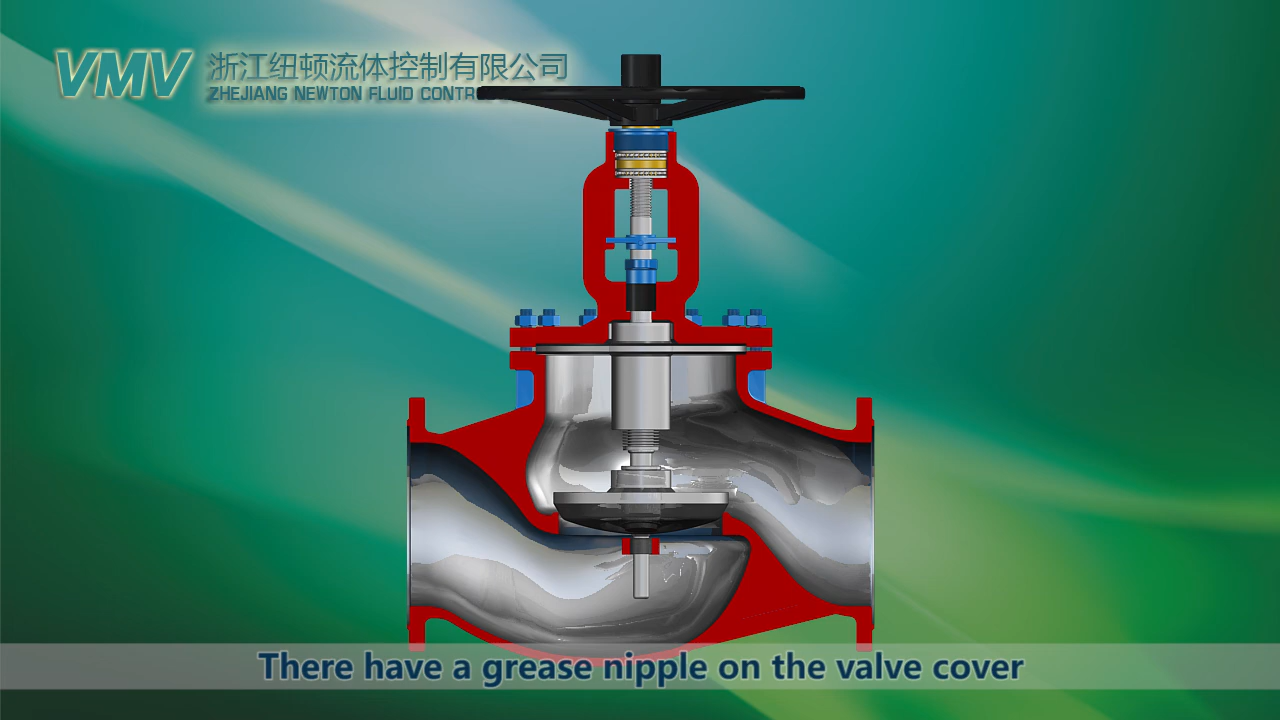 VMV
浙江纽顿流体控制有限公司
ZHEJIANG NEWTON FLUID
There have a grease nipple on the valve cover